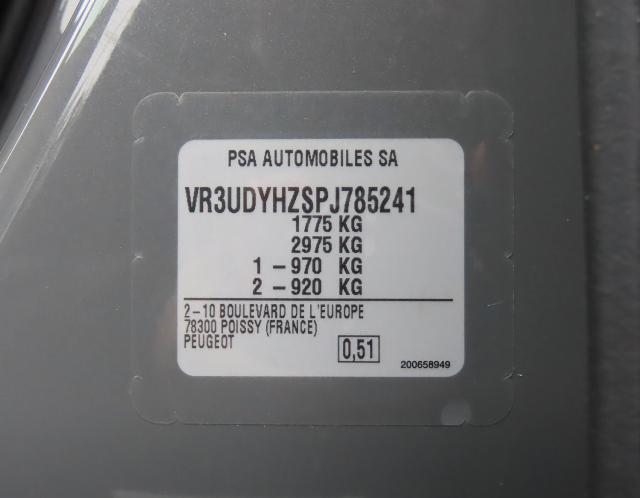 PSA AUTOMOBILES SA
VR3UDYHZSPJ785241
1775 KG
2975 KG
1 – 970 KG
2 – 920 KG
2 – 10 BOULEVARD DE L'EUROPE
78300 POISSY (FRANCE)
PEUGEOT
0,51
200658949